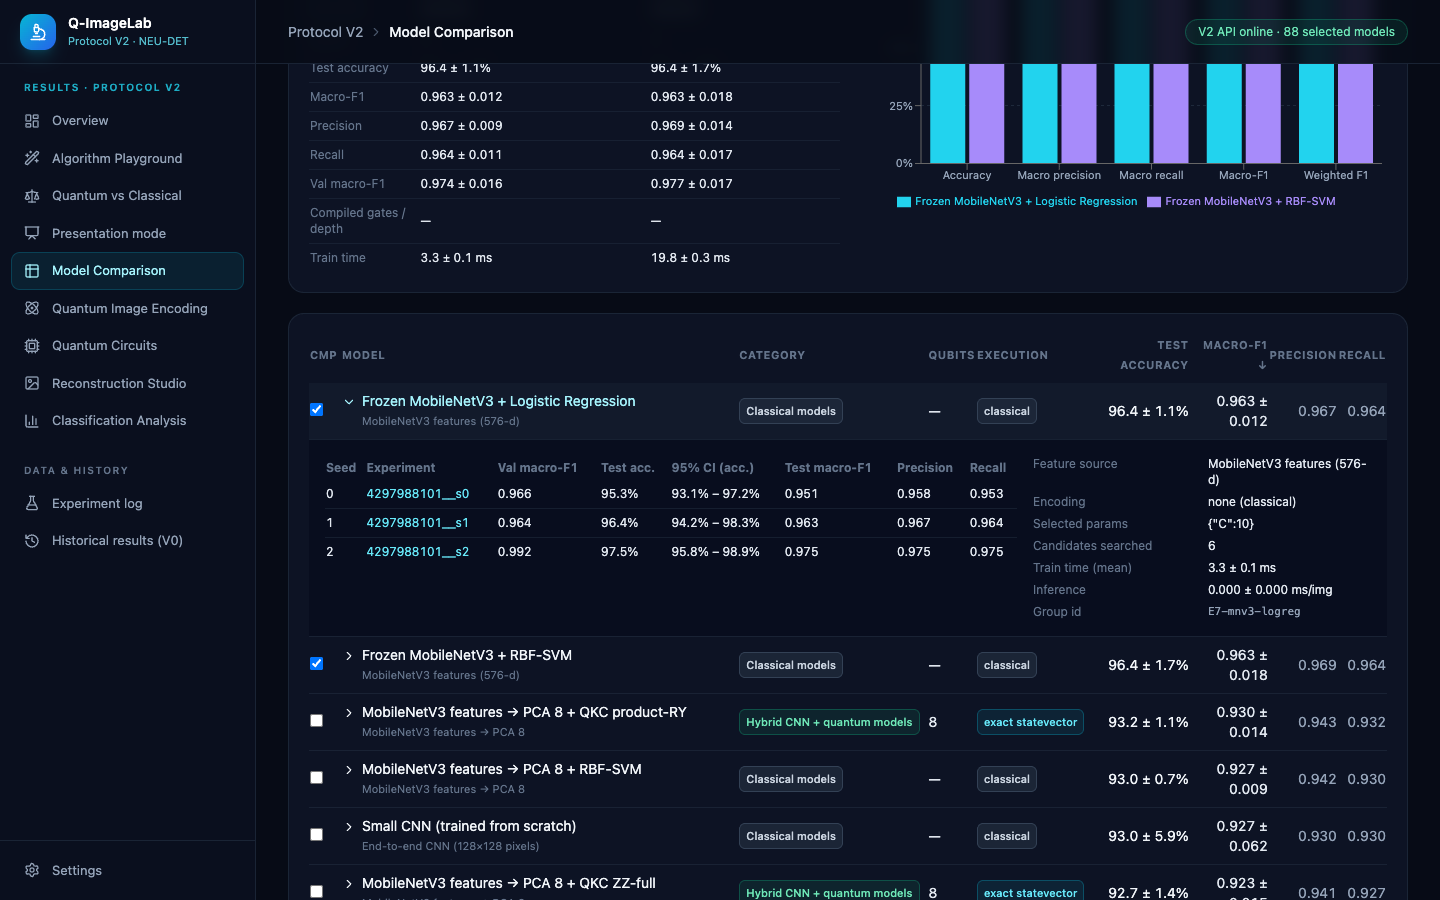 Q-ImageLab
Protocol V2 · NEU-DET
Protocol V2 > Model Comparison
V2 API online · 88 selected models
RESULTS · PROTOCOL V2
Overview
Algorithm Playground
Quantum vs Classical
Presentation mode
Model Comparison
Quantum Image Encoding
Quantum Circuits
Reconstruction Studio
Classification Analysis
DATA & HISTORY
Experiment log
Historical results (V0)
Settings
Test accuracy 96.4 ± 1.1% 96.4 ± 1.7%
Macro-F1 0.963 ± 0.012 0.963 ± 0.018
Precision 0.967 ± 0.009 0.969 ± 0.014
Recall 0.964 ± 0.011 0.964 ± 0.017
Val macro-F1 0.974 ± 0.016 0.977 ± 0.017
Compiled gates / depth — —
Train time 3.3 ± 0.1 ms 19.8 ± 0.3 ms
25%
0%
Accuracy Macro precision Macro recall Macro-F1 Weighted F1
Frozen MobileNetV3 + Logistic Regression Frozen MobileNetV3 + RBF-SVM
CMP MODEL CATEGORY QUBITS EXECUTION TEST ACCURACY MACRO-F1 ↓ PRECISION RECALL
Frozen MobileNetV3 + Logistic Regression
MobileNetV3 features (576-d)
Classical models — classical 96.4 ± 1.1% 0.963 ± 0.012 0.967 0.964
Seed Experiment Val macro-F1 Test acc. 95% CI (acc.) Test macro-F1 Precision Recall
0 4297988101__s0 0.966 95.3% 93.1% – 97.2% 0.951 0.958 0.953
1 4297988101__s1 0.964 96.4% 94.2% – 98.3% 0.963 0.967 0.964
2 4297988101__s2 0.992 97.5% 95.8% – 98.9% 0.975 0.975 0.975
Feature source MobileNetV3 features (576-d)
Encoding none (classical)
Selected params {"C":10}
Candidates searched 6
Train time (mean) 3.3 ± 0.1 ms
Inference 0.000 ± 0.000 ms/img
Group id E7-mnv3-logreg
Frozen MobileNetV3 + RBF-SVM
MobileNetV3 features (576-d)
Classical models — classical 96.4 ± 1.7% 0.963 ± 0.018 0.969 0.964
MobileNetV3 features → PCA 8 + QKC product-RY
MobileNetV3 features → PCA 8
Hybrid CNN + quantum models 8 exact statevector 93.2 ± 1.1% 0.930 ± 0.014 0.943 0.932
MobileNetV3 features → PCA 8 + RBF-SVM
MobileNetV3 features → PCA 8
Classical models — classical 93.0 ± 0.7% 0.927 ± 0.009 0.942 0.930
Small CNN (trained from scratch)
End-to-end CNN (128×128 pixels)
Classical models — classical 93.0 ± 5.9% 0.927 ± 0.062 0.930 0.930
MobileNetV3 features → PCA 8 + QKC ZZ-full
Hybrid CNN + quantum models 8 exact statevector 92.7 ± 1.4% 0.923 ± 0.941 0.927